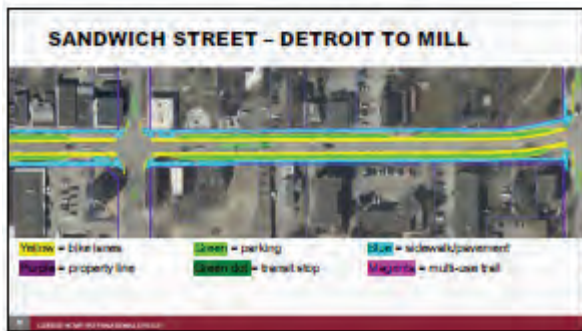 SANDWICH STREET – DETROIT TO MILL
Yellow = bike lanes Green = parking Blue = sidewalk/pavement
Purple = property line Green dot = transit stop Magenta = multi-use trail